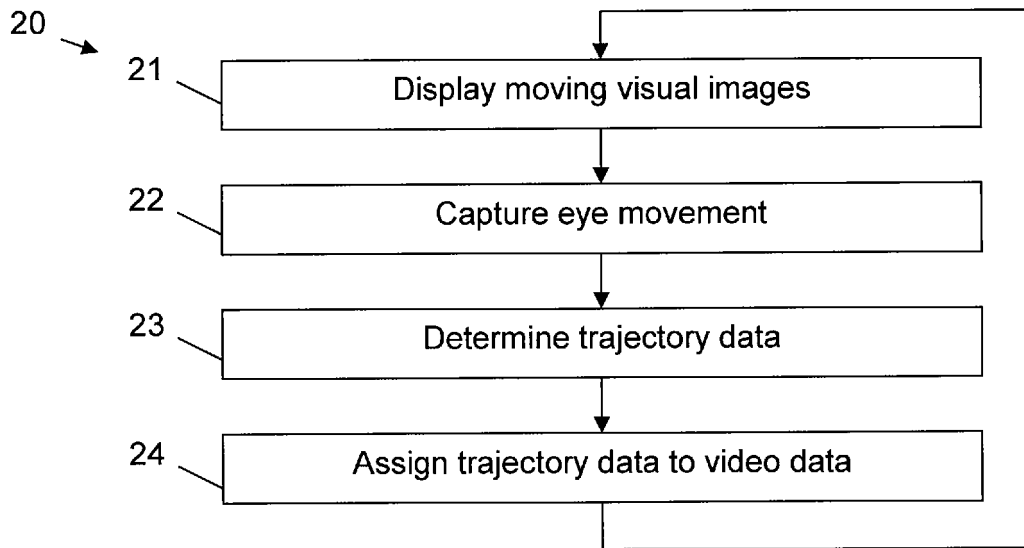 20
21
Display moving visual images
22
Capture eye movement
23
Determine trajectory data
24
Assign trajectory data to video data